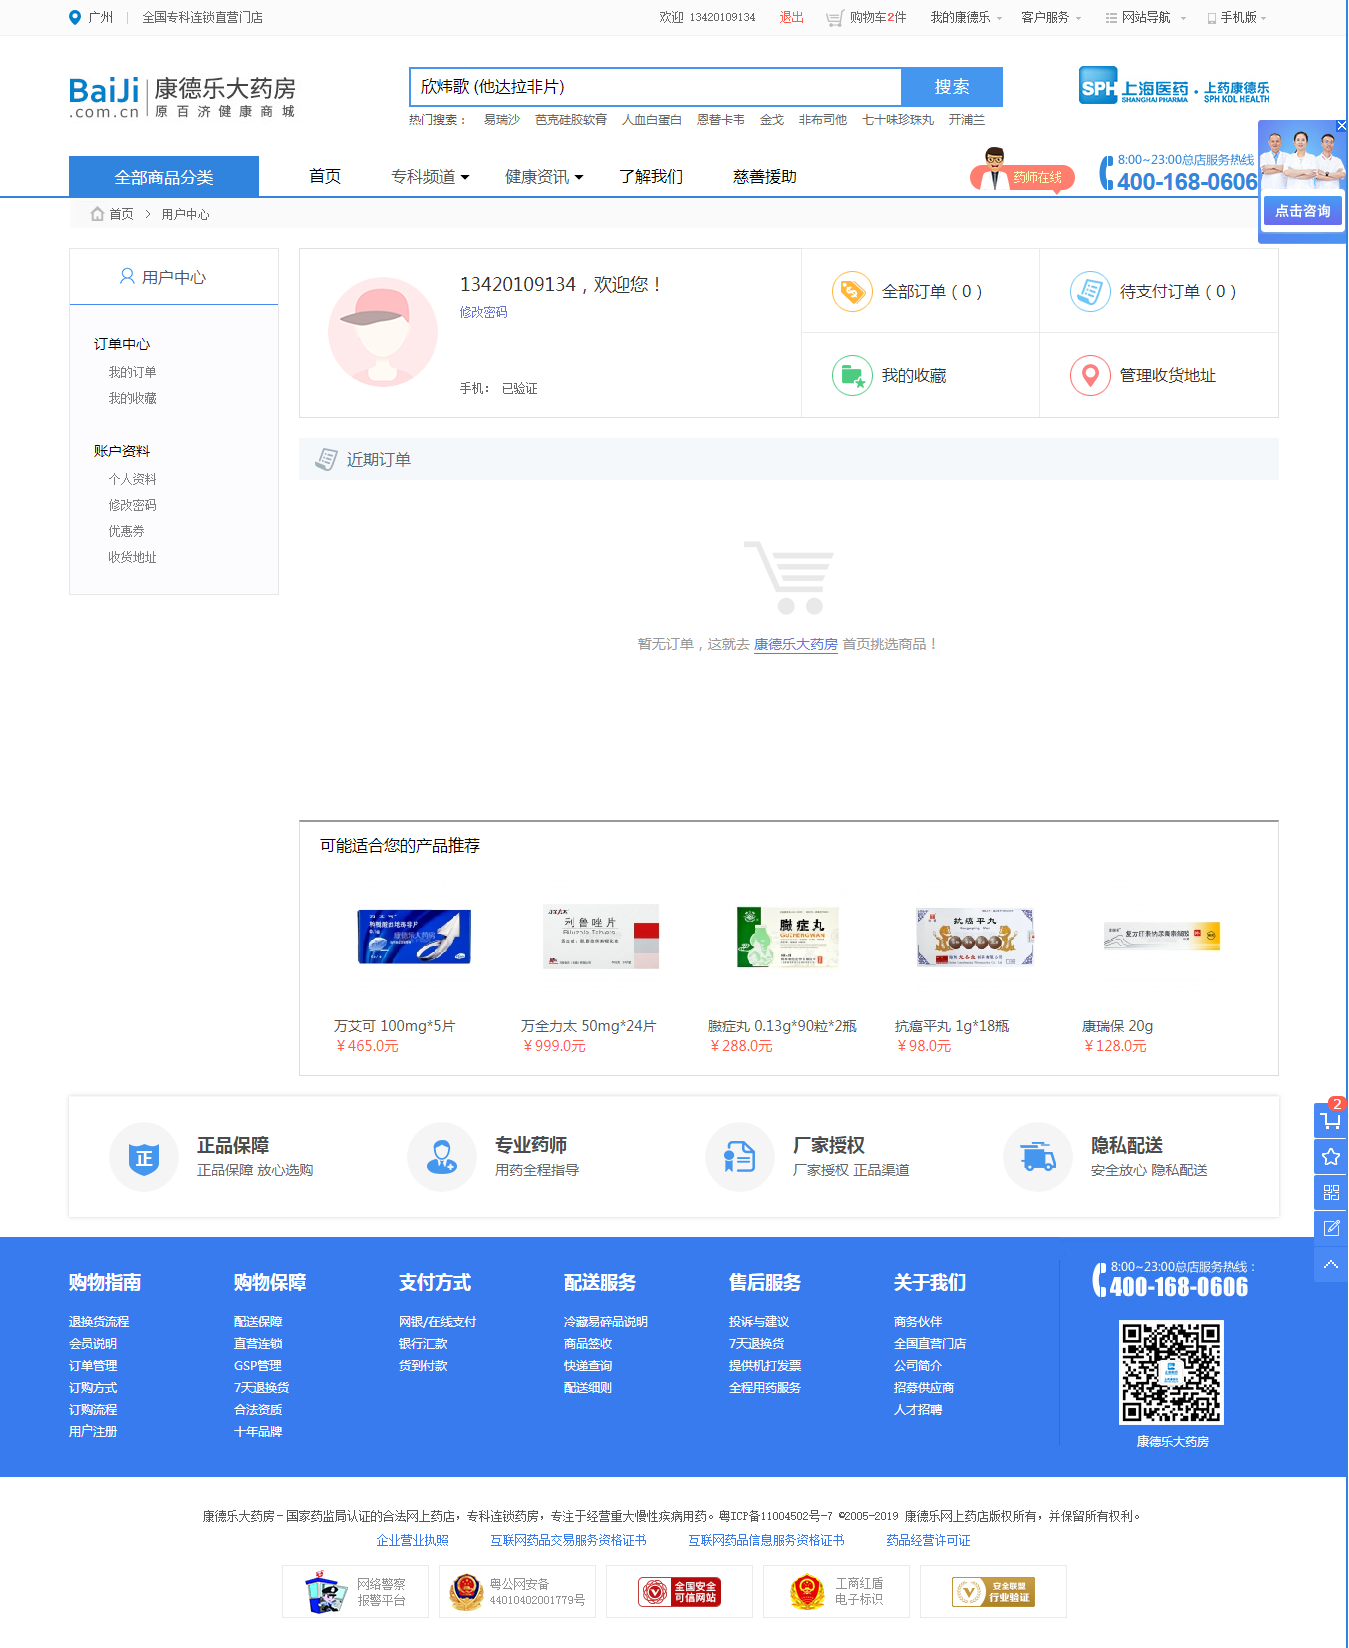 广州 全国专科连锁直营门店 欢迎 13420109134 退出 购物车2件 我的康德乐 客户服务 网站导航 手机版
BaiJi .com.cn 康德乐大药房 原百济健康商城
欣炜歌 (他达拉非片) 搜索
SPH 上海医药 · 上药康德乐
SHANGHAI PHARMA SPH KDL HEALTH
热门搜索： 易瑞沙 芭克硅胶软膏 人血白蛋白 恩替卡韦 金戈 非布司他 七十味珍珠丸 开浦兰
全部商品分类 首页 专科频道 健康资讯 了解我们 慈善援助 药师在线
8:00~23:00总店服务热线
400-168-0606
点击咨询
首页 > 用户中心
用户中心
订单中心
我的订单
我的收藏
账户资料
个人资料
修改密码
优惠券
收货地址
13420109134，欢迎您！
修改密码
手机： 已验证
全部订单（0） 待支付订单（0）
我的收藏 管理收货地址
近期订单
暂无订单，这就去 康德乐大药房 首页挑选商品！
可能适合您的产品推荐
利鲁唑片
臌症丸
GUZHENGWAN
抗癌平丸
万艾可 100mg*5片 万全力太 50mg*24片 臌症丸 0.13g*90粒*2瓶 抗癌平丸 1g*18瓶 康瑞保 20g
￥465.0元 ￥999.0元 ￥288.0元 ￥98.0元 ￥128.0元
2
正 正品保障 专业药师 厂家授权 隐私配送
正品保障 放心选购 用药全程指导 厂家授权 正品渠道 安全放心 隐私配送
购物指南
退换货流程
会员说明
订单管理
订购方式
订购流程
用户注册
购物保障
配送保障
直营连锁
GSP管理
7天退换货
合法资质
十年品牌
支付方式
网银/在线支付
银行汇款
货到付款
配送服务
冷藏易碎品说明
商品签收
快递查询
配送细则
售后服务
投诉与建议
7天退换货
提供机打发票
全程用药服务
关于我们
商务伙伴
全国直营门店
公司简介
招募供应商
人才招聘
8:00~23:00总店服务热线：
400-168-0606
康德乐大药房
康德乐大药房－国家药监局认证的合法网上药店，专科连锁药房，专注于经营重大慢性疾病用药。粤ICP备11004502号-7 ©2005-2019 康德乐网上药店版权所有，并保留所有权利。
企业营业执照 互联网药品交易服务资格证书 互联网药品信息服务资格证书 药品经营许可证
网络警察
报警平台
粤公网安备
44010402001779号
全国安全
可信网站
工商红盾
电子标识
安全联盟
行业验证